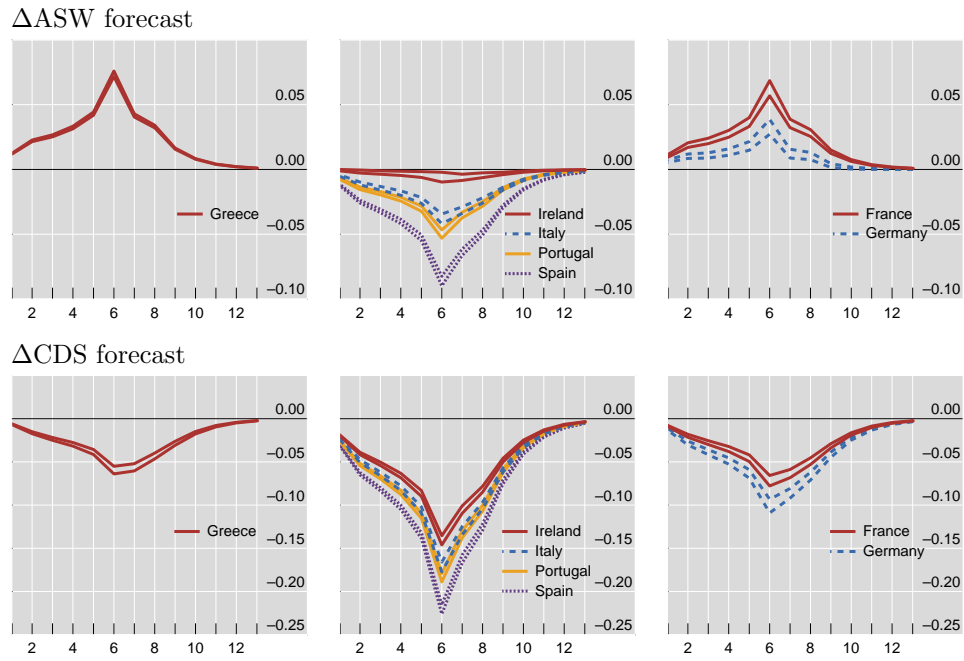 ΔASW forecast
0.05
0.00
−0.05
−0.10
Greece
2 4 6 8 10 12
0.05
0.00
−0.05
−0.10
Ireland
Italy
Portugal
Spain
2 4 6 8 10 12
0.05
0.00
−0.05
−0.10
France
Germany
2 4 6 8 10 12
ΔCDS forecast
0.00
−0.05
−0.10
−0.15
−0.20
−0.25
Greece
2 4 6 8 10 12
0.00
−0.05
−0.10
−0.15
−0.20
−0.25
Ireland
Italy
Portugal
Spain
2 4 6 8 10 12
0.00
−0.05
−0.10
−0.15
−0.20
−0.25
France
Germany
2 4 6 8 10 12